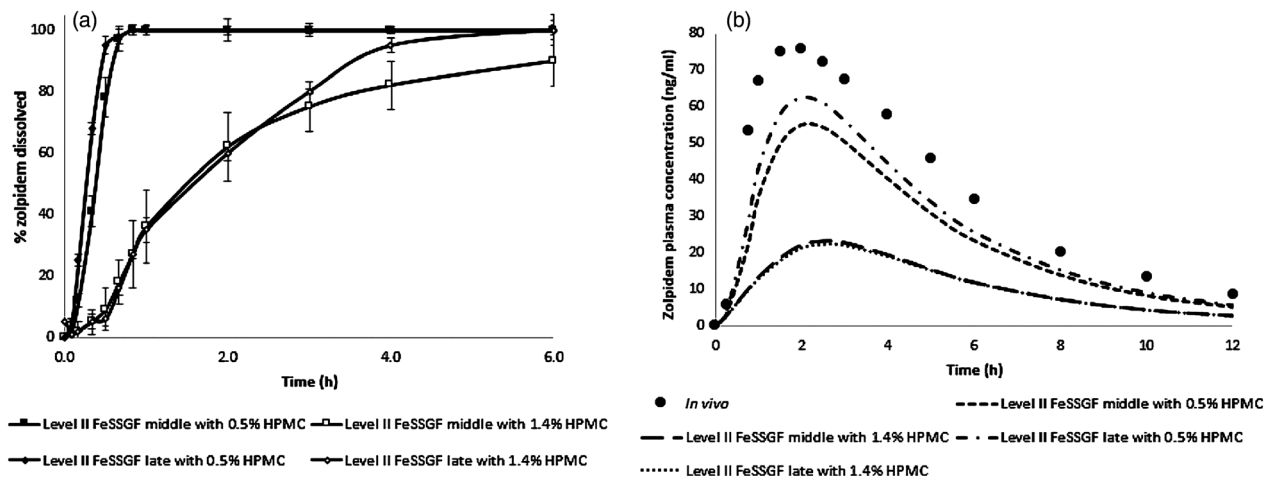 (a)
100
80
60
40
20
0
% zolpidem dissolved
0.0
2.0
4.0
6.0
Time (h)
Level II FeSSGF middle with 0.5% HPMC
Level II FeSSGF middle with 1.4% HPMC
Level II FeSSGF late with 0.5% HPMC
Level II FeSSGF late with 1.4% HPMC
(b)
80
70
60
50
40
30
20
10
0
Zolpidem plasma concentration (ng/ml)
0
2
4
6
8
10
12
Time (h)
In vivo
Level II FeSSGF middle with 0.5% HPMC
Level II FeSSGF middle with 1.4% HPMC
Level II FeSSGF late with 0.5% HPMC
Level II FeSSGF late with 1.4% HPMC